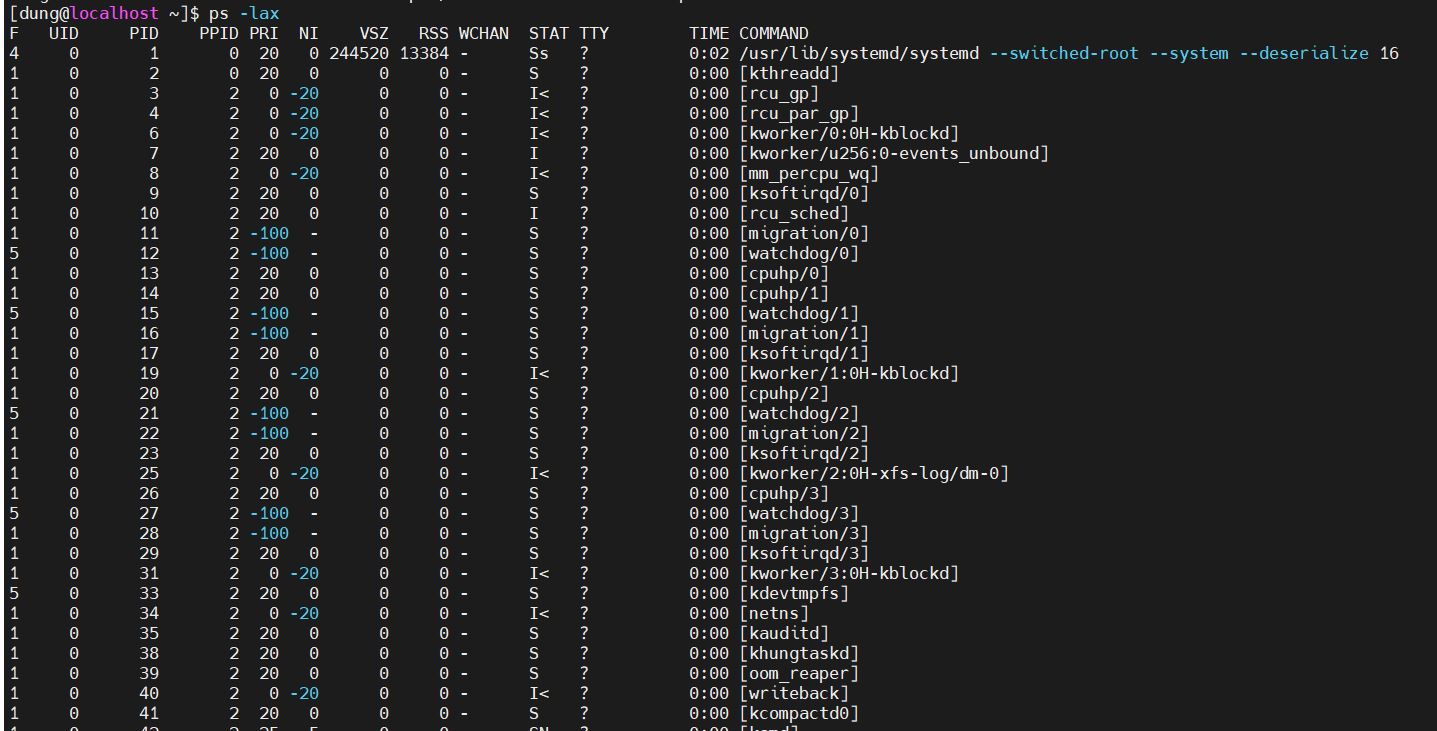 [dung@localhost ~]$ ps -lax
F   UID     PID    PPID PRI  NI    VSZ   RSS WCHAN  STAT TTY        TIME COMMAND
4     0       1       0  20   0 244520 13384 -      Ss   ?          0:02 /usr/lib/systemd/systemd --switched-root --system --deserialize 16
1     0       2       0  20   0      0     0 -      S    ?          0:00 [kthreadd]
1     0       3       2   0 -20      0     0 -      I<   ?          0:00 [rcu_gp]
1     0       4       2   0 -20      0     0 -      I<   ?          0:00 [rcu_par_gp]
1     0       6       2   0 -20      0     0 -      I<   ?          0:00 [kworker/0:0H-kblockd]
1     0       7       2  20   0      0     0 -      I    ?          0:00 [kworker/u256:0-events_unbound]
1     0       8       2   0 -20      0     0 -      I<   ?          0:00 [mm_percpu_wq]
1     0       9       2  20   0      0     0 -      S    ?          0:00 [ksoftirqd/0]
1     0      10       2  20   0      0     0 -      I    ?          0:00 [rcu_sched]
1     0      11       2 -100  -      0     0 -      S    ?          0:00 [migration/0]
5     0      12       2 -100  -      0     0 -      S    ?          0:00 [watchdog/0]
1     0      13       2  20   0      0     0 -      S    ?          0:00 [cpuhp/0]
1     0      14       2  20   0      0     0 -      S    ?          0:00 [cpuhp/1]
5     0      15       2 -100  -      0     0 -      S    ?          0:00 [watchdog/1]
1     0      16       2 -100  -      0     0 -      S    ?          0:00 [migration/1]
1     0      17       2  20   0      0     0 -      S    ?          0:00 [ksoftirqd/1]
1     0      19       2   0 -20      0     0 -      I<   ?          0:00 [kworker/1:0H-kblockd]
1     0      20       2  20   0      0     0 -      S    ?          0:00 [cpuhp/2]
5     0      21       2 -100  -      0     0 -      S    ?          0:00 [watchdog/2]
1     0      22       2 -100  -      0     0 -      S    ?          0:00 [migration/2]
1     0      23       2  20   0      0     0 -      S    ?          0:00 [ksoftirqd/2]
1     0      25       2   0 -20      0     0 -      I<   ?          0:00 [kworker/2:0H-xfs-log/dm-0]
1     0      26       2  20   0      0     0 -      S    ?          0:00 [cpuhp/3]
5     0      27       2 -100  -      0     0 -      S    ?          0:00 [watchdog/3]
1     0      28       2 -100  -      0     0 -      S    ?          0:00 [migration/3]
1     0      29       2  20   0      0     0 -      S    ?          0:00 [ksoftirqd/3]
1     0      31       2   0 -20      0     0 -      I<   ?          0:00 [kworker/3:0H-kblockd]
5     0      33       2  20   0      0     0 -      S    ?          0:00 [kdevtmpfs]
1     0      34       2   0 -20      0     0 -      I<   ?          0:00 [netns]
1     0      35       2  20   0      0     0 -      S    ?          0:00 [kauditd]
1     0      38       2  20   0      0     0 -      S    ?          0:00 [khungtaskd]
1     0      39       2  20   0      0     0 -      S    ?          0:00 [oom_reaper]
1     0      40       2   0 -20      0     0 -      I<   ?          0:00 [writeback]
1     0      41       2  20   0      0     0 -      S    ?          0:00 [kcompactd0]